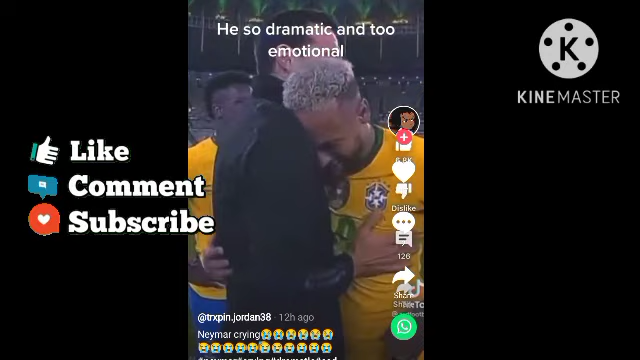 He so dramatic and too
emotional
KINEMASTER
Like
Comment
Subscribe
Dislike
126
Share
@trxpin.jordan38 · 12h ago
Neymar crying😭😭😭😭😭😭
😭😭😭😭😭😭😭😭😭😭😭